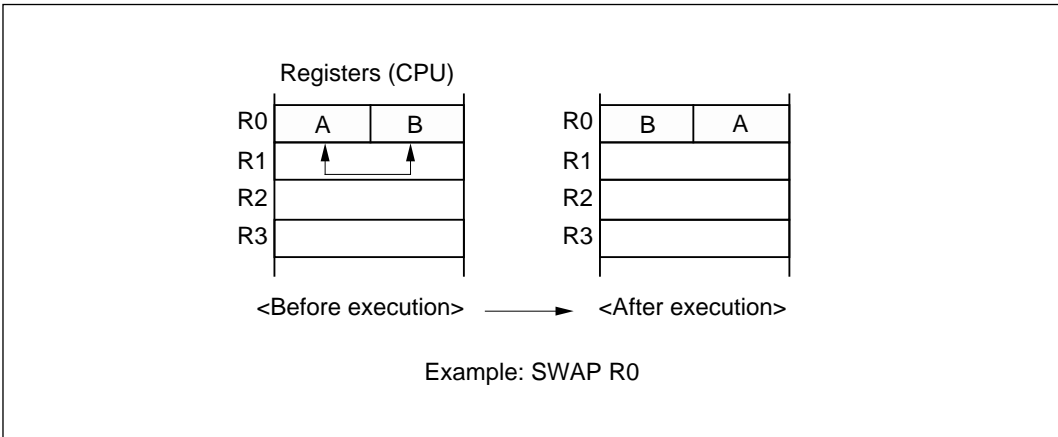 Registers (CPU)
R0 A B R0 B A
R1 R1
R2 R2
R3 R3
<Before execution> <After execution>
Example: SWAP R0